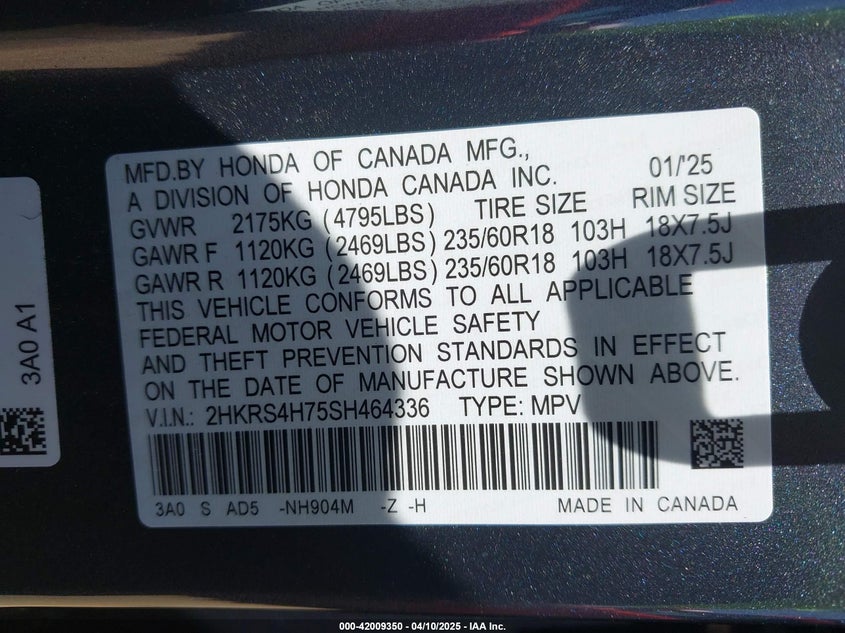 MFD.BY HONDA OF CANADA MFG., 01/'25
A DIVISION OF HONDA CANADA INC.
TIRE SIZE RIM SIZE
GVWR 2175KG (4795LBS)
GAWR F 1120KG (2469LBS) 235/60R18 103H 18X7.5J
GAWR R 1120KG (2469LBS) 235/60R18 103H 18X7.5J
THIS VEHICLE CONFORMS TO ALL APPLICABLE
FEDERAL MOTOR VEHICLE SAFETY
AND THEFT PREVENTION STANDARDS IN EFFECT
ON THE DATE OF MANUFACTURE SHOWN ABOVE.
V.I.N.: 2HKRS4H75SH464336 TYPE: MPV
3A0 S AD5 -NH904M -Z -H MADE IN CANADA
3A0 A1
000-42009350 - 04/10/2025 - IAA Inc.